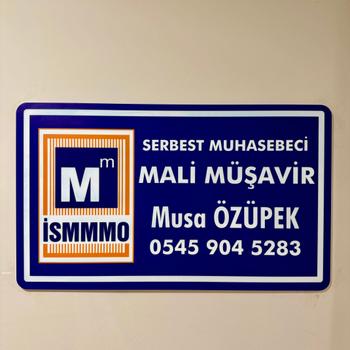 Mm
İSMMMO
SERBEST MUHASEBECİ
MALİ MÜŞAVİR
Musa ÖZÜPEK
0545 904 5283